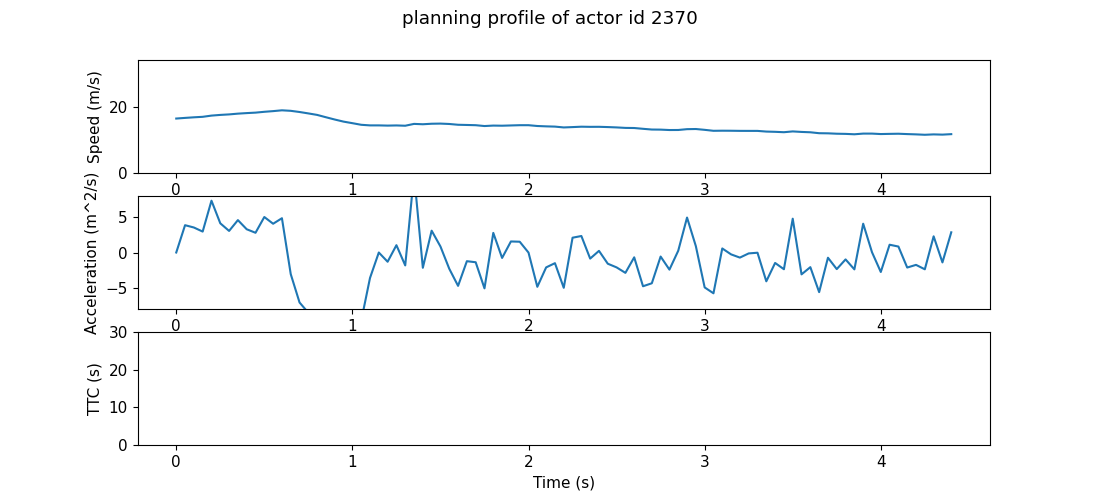 planning profile of actor id 2370
Speed (m/s)
20
0
0 1 2 3 4
Acceleration (m^2/s)
5
0
−5
0 1 2 3 4
TTC (s)
30
20
10
0
0 1 2 3 4
Time (s)